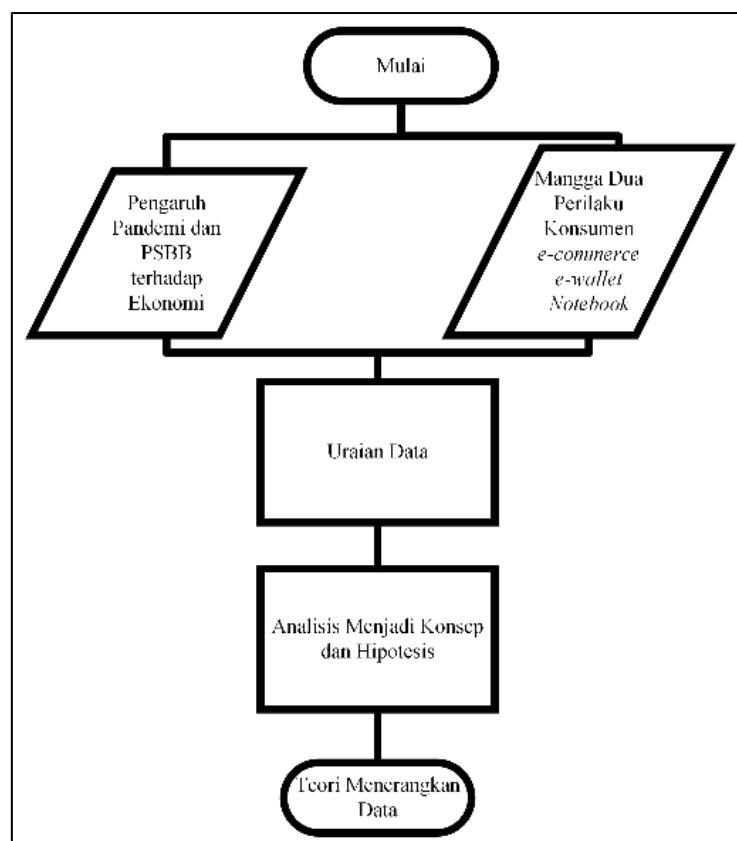 Mulai
Pengaruh
Pandemi dan
PSBB
terhadap
Ekonomi
Mangga Dua
Perilaku
Konsumen
e-commerce
e-wallet
Notebook
Uraian Data
Analisis Menjadi Konsep
dan Hipotesis
Teori Menerangkan
Data